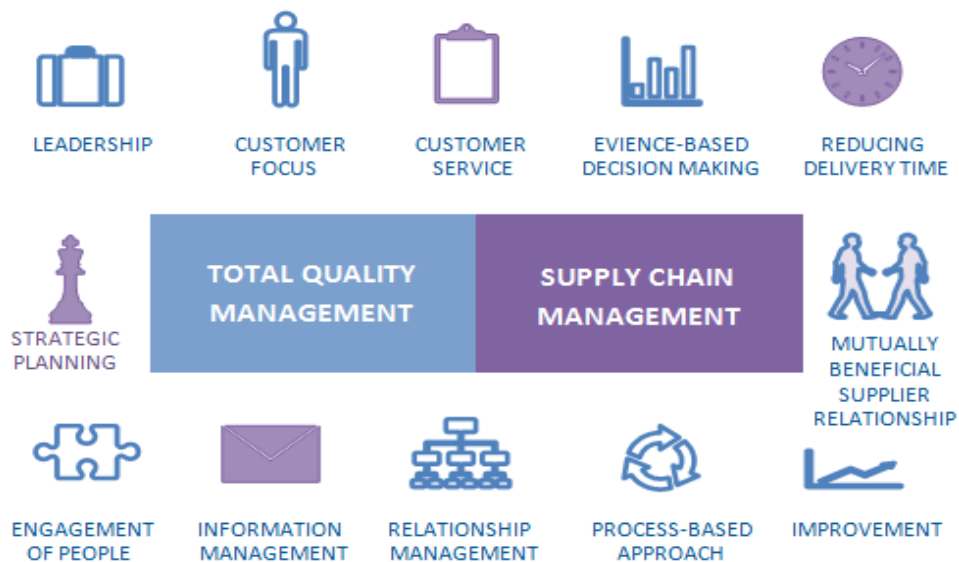 LEADERSHIP
CUSTOMER
FOCUS
CUSTOMER
SERVICE
EVIENCE-BASED
DECISION MAKING
REDUCING
DELIVERY TIME
STRATEGIC
PLANNING
TOTAL QUALITY
MANAGEMENT
SUPPLY CHAIN
MANAGEMENT
MUTUALLY
BENEFICIAL
SUPPLIER
RELATIONSHIP
ENGAGEMENT
OF PEOPLE
INFORMATION
MANAGEMENT
RELATIONSHIP
MANAGEMENT
PROCESS-BASED
APPROACH
IMPROVEMENT